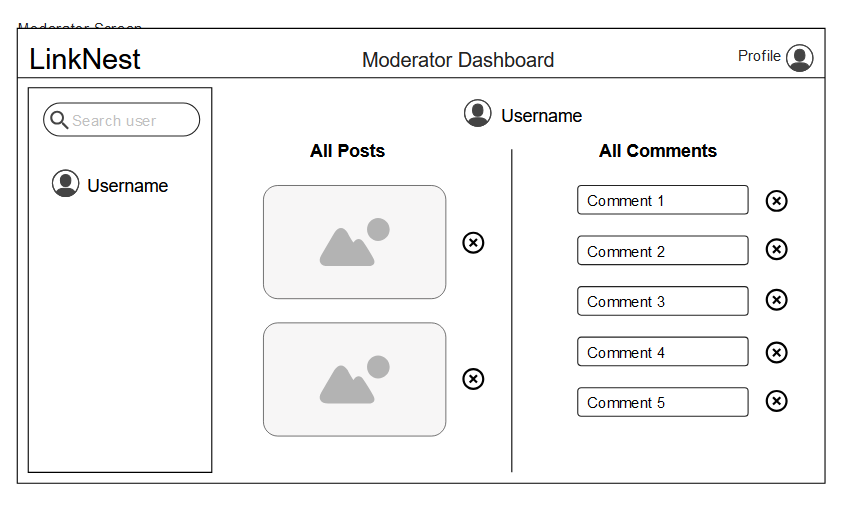 Moderator Screen
LinkNest
Moderator Dashboard
Profile
Search user
Username
Username
All Posts
All Comments
Comment 1
Comment 2
Comment 3
Comment 4
Comment 5